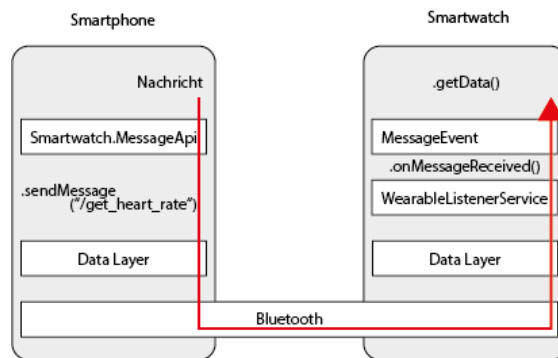 Smartphone
Nachricht
Smartwatch.MessageApi
.sendMessage
("/get_heart_rate")
Data Layer
Bluetooth
Smartwatch
.getData()
MessageEvent
.onMessageReceived()
WearableListenerService
Data Layer